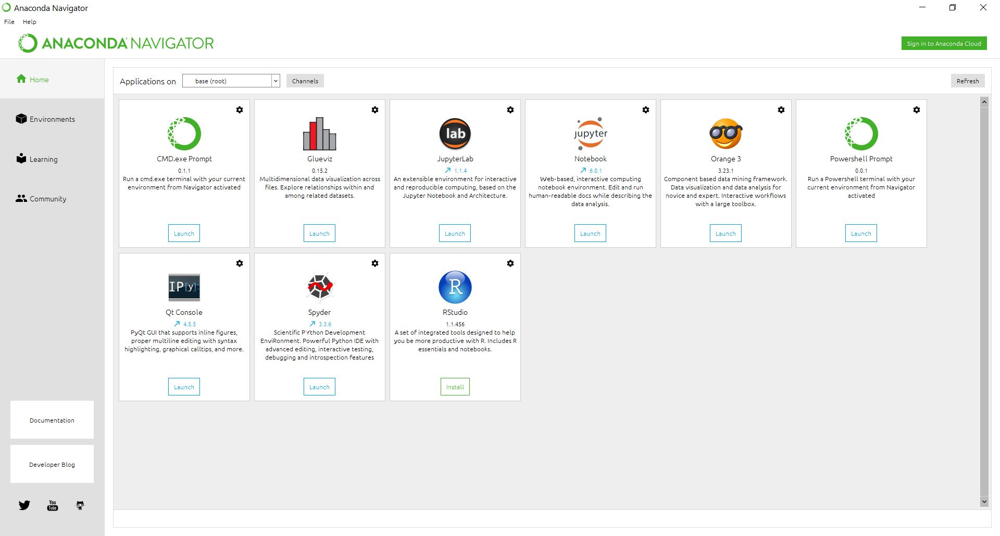 Anaconda Navigator
File Help
ANACONDA NAVIGATOR
Sign in to Anaconda Cloud
Home
Environments
Learning
Community
Documentation
Developer Blog
You
Tube
Applications on base (root) Channels Refresh
CMD.exe Prompt
0.1.1
Run a cmd.exe terminal with your current
environment from Navigator activated
Launch
Glueviz
0.15.2
Multidimensional data visualization across
files. Explore relationships within and
among related datasets.
Launch
lab
JupyterLab
1.1.4
An extensible environment for interactive
and reproducible computing, based on the
Jupyter Notebook and Architecture.
Launch
jupyter
Notebook
6.0.1
Web-based, interactive computing
notebook environment. Edit and run
human-readable docs while describing the
data analysis.
Launch
Orange 3
3.23.1
Component based data mining framework.
Data visualization and data analysis for
novice and expert. Interactive workflows
with a large toolbox.
Launch
Powershell Prompt
0.0.1
Run a Powershell terminal with your
current environment from Navigator
activated
Launch
IP[y]:
Qt Console
4.5.5
PyQt GUI that supports inline figures,
proper multiline editing with syntax
highlighting, graphical calltips, and more.
Launch
Spyder
3.3.6
Scientific PYthon Development
EnviRonment. Powerful Python IDE with
advanced editing, interactive testing,
debugging and introspection features
Launch
R
RStudio
1.1.456
A set of integrated tools designed to help
you be more productive with R. Includes R
essentials and notebooks.
Install